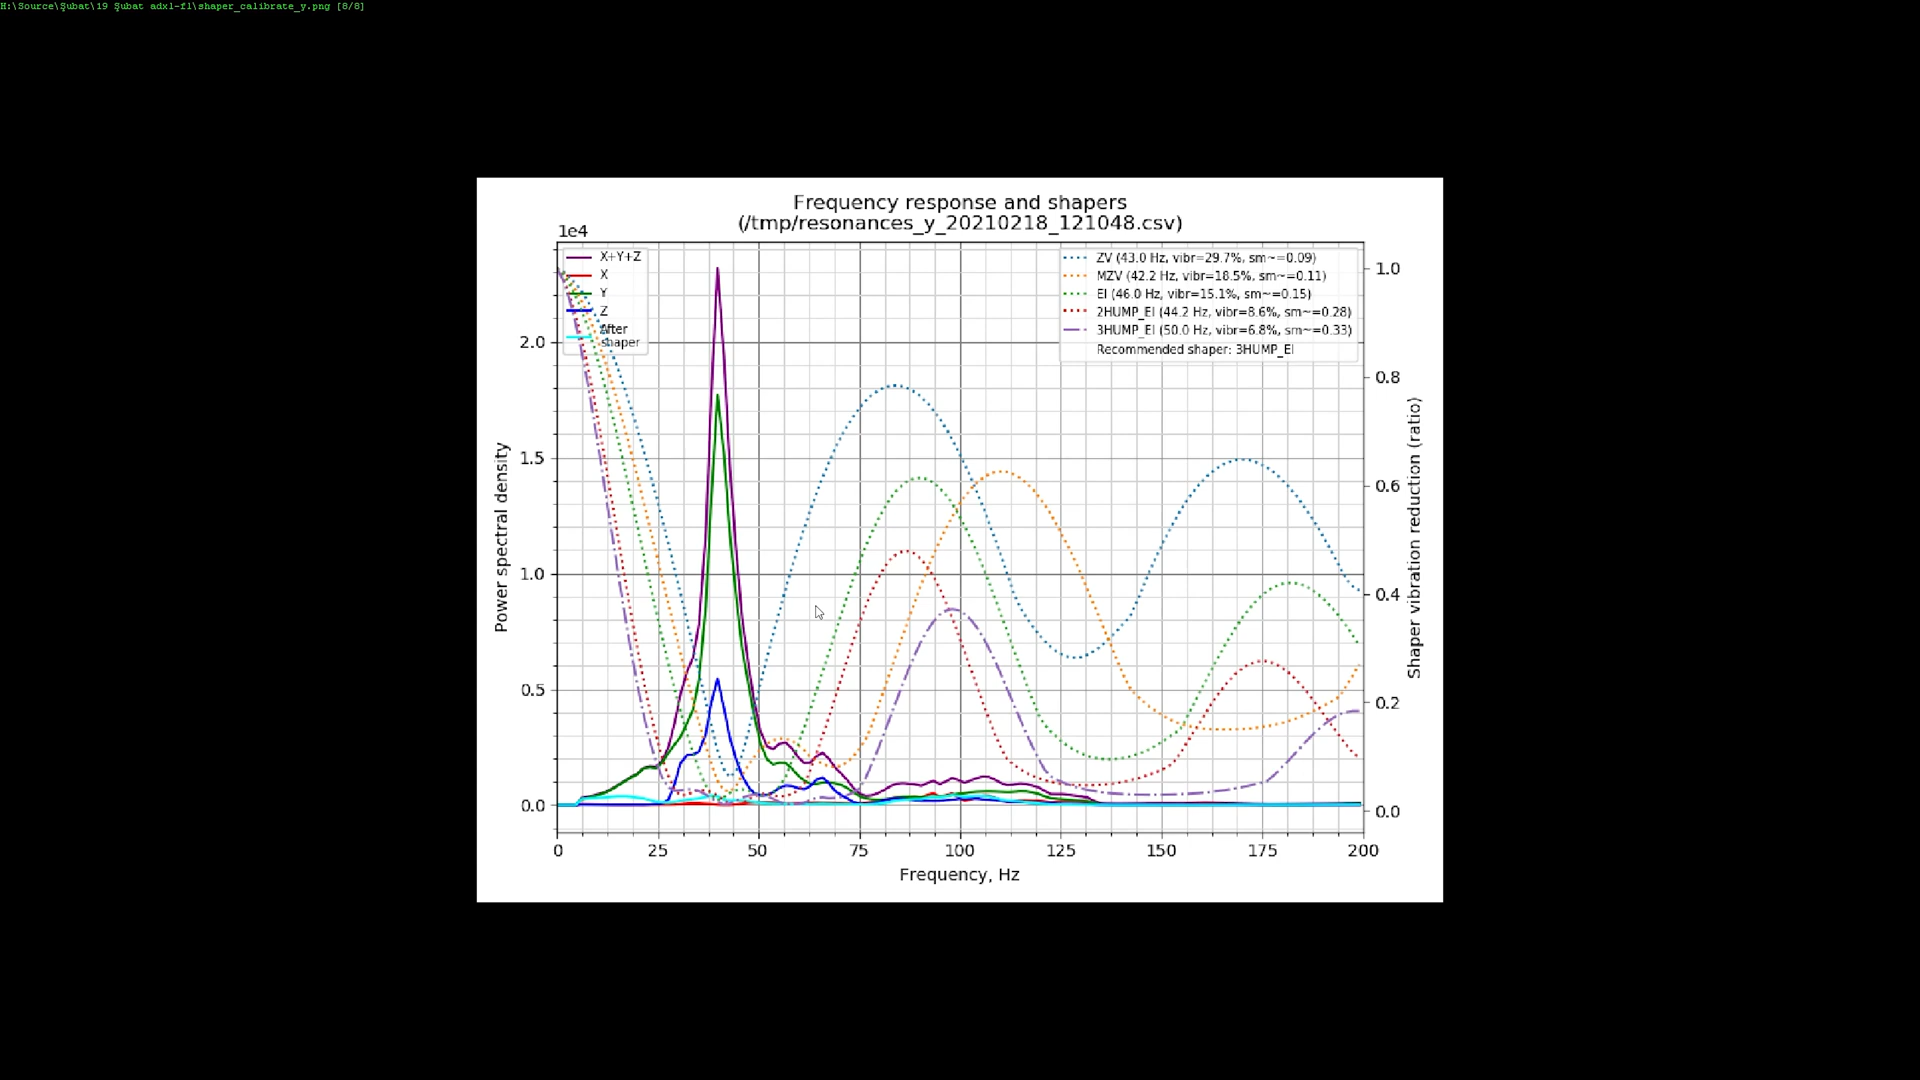 H:\Source\Şubat\19 Şubat adxl-fl\shaper_calibrate_y.png [8/8]
Frequency response and shapers
(/tmp/resonances_y_20210218_121048.csv)
1e4
X+Y+Z
X
Y
Z
After
shaper
ZV (43.0 Hz, vibr=29.7%, sm~=0.09)
MZV (42.2 Hz, vibr=18.5%, sm~=0.11)
EI (46.0 Hz, vibr=15.1%, sm~=0.15)
2HUMP_EI (44.2 Hz, vibr=8.6%, sm~=0.28)
3HUMP_EI (50.0 Hz, vibr=6.8%, sm~=0.33)
Recommended shaper: 3HUMP_EI
Power spectral density
2.0
1.5
1.0
0.5
0.0
1.0
0.8
0.6
0.4
0.2
0.0
Shaper vibration reduction (ratio)
0 25 50 75 100 125 150 175 200
Frequency, Hz